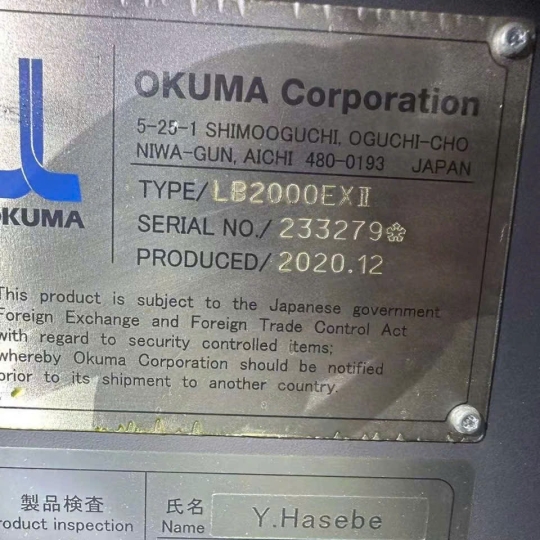 OKUMA
OKUMA Corporation
5-25-1 SHIMOOGUCHI, OGUCHI-CHO
NIWA-GUN, AICHI 480-0193 JAPAN
TYPE/LB2000EXⅡ
SERIAL NO./233279
PRODUCED/2020.12
This product is subject to the Japanese government
Foreign Exchange and Foreign Trade Control Act
with regard to security controlled items;
whereby Okuma Corporation should be notified
prior to its shipment to another country.
製品検査
Product inspection
氏名
Name
Y.Hasebe